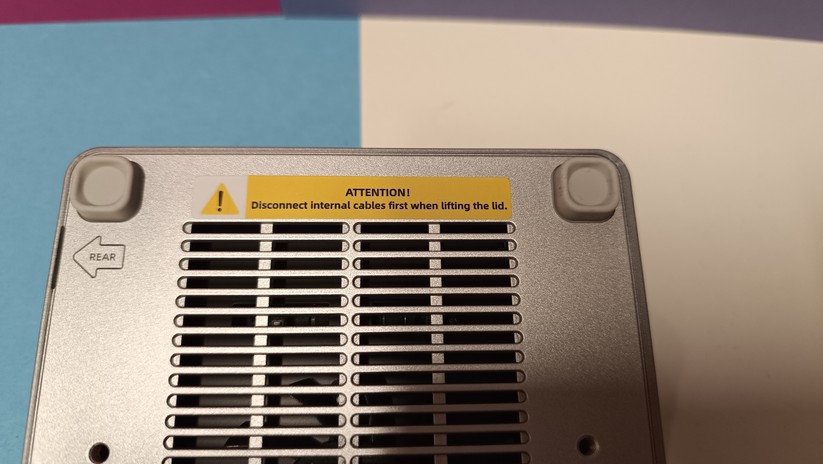 ATTENTION!
Disconnect internal cables first when lifting the lid.
REAR